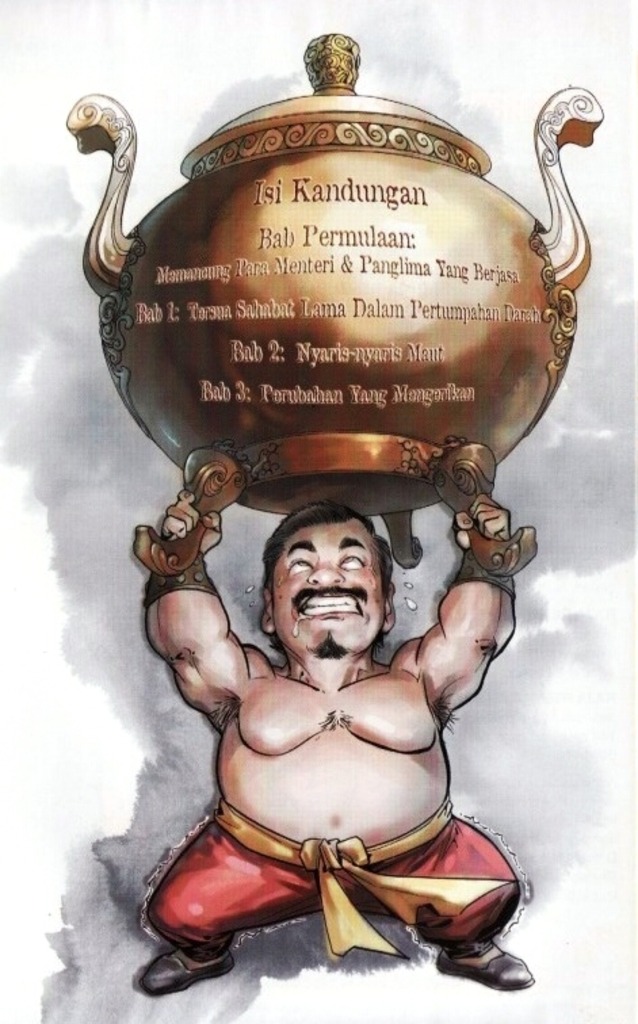 Isi Kandungan
Bab Permulaan:
Memancung Para Menteri & Panglima Yang Berjasa
Bab 1: Tersua Sahabat Lama Dalam Pertumpahan Darah
Bab 2: Nyaris-nyaris Maut
Bab 3: Perubahan Yang Mengerikan